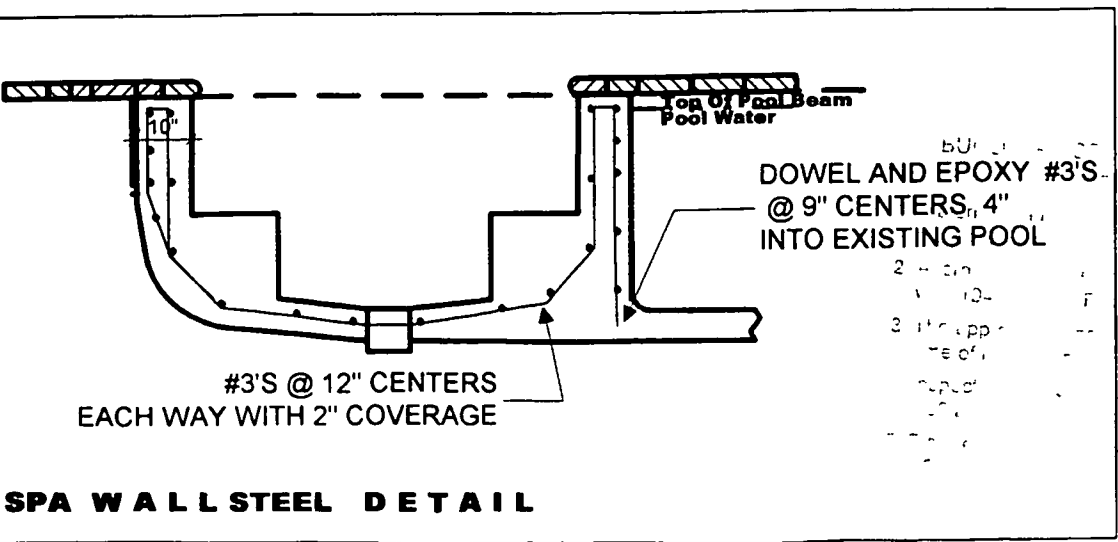 10"
Top Of Pool Beam
Pool Water
DOWEL AND EPOXY #3'S
@ 9" CENTERS, 4"
INTO EXISTING POOL
#3'S @ 12" CENTERS
EACH WAY WITH 2" COVERAGE
SPA WALL STEEL DETAIL